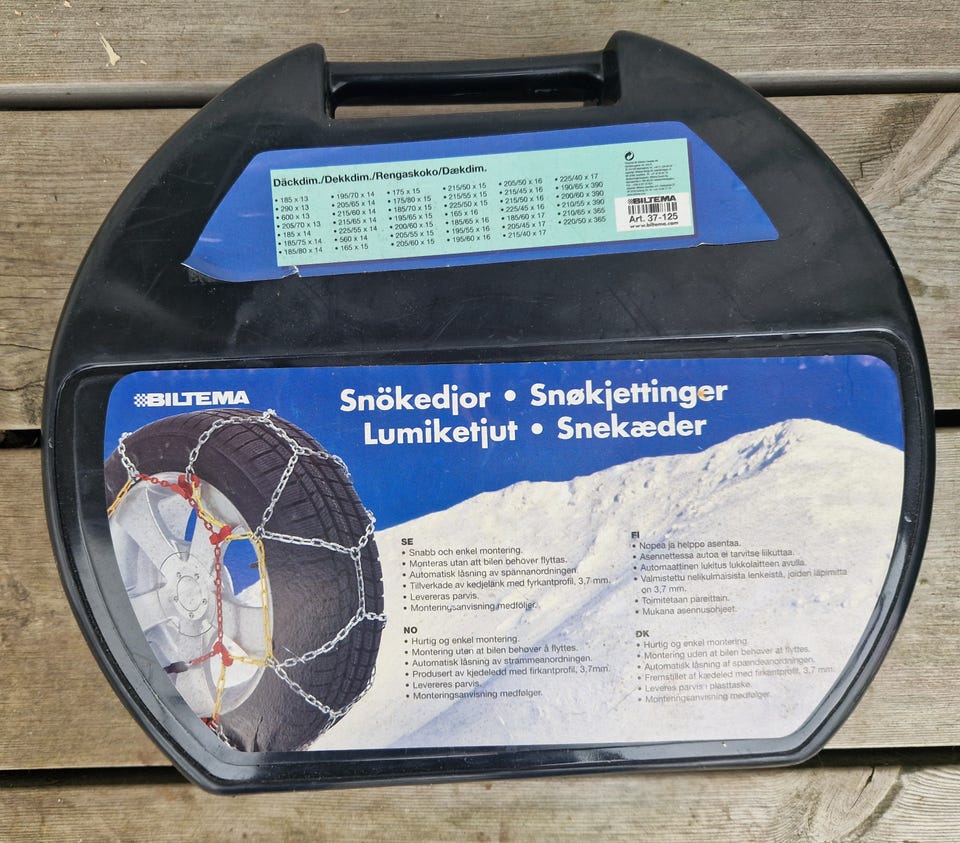 Däckdim./Dekkdim./Rengaskoko/Dækdim.
• 185 x 13
• 290 x 13
• 600 x 13
• 205/70 x 13
• 185 x 14
• 185/75 x 14
• 185/80 x 14
• 195/70 x 14
• 205/65 x 14
• 215/60 x 14
• 215/65 x 14
• 225/55 x 14
• 560 x 14
• 165 x 15
• 175 x 15
• 175/80 x 15
• 185/70 x 15
• 195/65 x 15
• 200/60 x 15
• 205/55 x 15
• 205/60 x 15
• 215/50 x 15
• 215/55 x 15
• 225/50 x 15
• 165 x 16
• 185/65 x 16
• 195/55 x 16
• 195/60 x 16
• 205/50 x 16
• 215/45 x 16
• 215/50 x 16
• 225/45 x 16
• 185/60 x 17
• 205/45 x 17
• 215/40 x 17
• 225/40 x 17
• 190/65 x 390
• 200/60 x 390
• 210/55 x 390
• 210/65 x 365
• 220/50 x 365
BILTEMA
Art. 37-125
www.biltema.com
BILTEMA
Snökedjor • Snøkjettinger
Lumiketjut • Snekæder
SE
• Snabb och enkel montering.
• Monteras utan att bilen behöver flyttas.
• Automatisk låsning av spännanordningen.
• Tillverkade av kedjelänk med fyrkantprofil, 3,7 mm.
• Levereras parvis.
• Monteringsanvisning medföljer.
NO
• Hurtig og enkel montering.
• Montering uten at bilen behøver å flyttes.
• Automatisk låsning av strammeanordningen.
• Produsert av kjedeledd med firkantprofil, 3,7mm.
• Levereres parvis.
• Monteringsanvisning medfølger.
FI
• Nopea ja helppo asentaa.
• Asennettaessa autoa ei tarvitse liikuttaa.
• Automaattinen lukitus lukkolaitteen avulla.
• Valmistettu nelikulmaisista lenkeistä, joiden läpimitta
on 3,7 mm.
• Toimitetaan pareittain.
• Mukana asennusohjeet.
DK
• Hurtig og enkel montering.
• Montering uden at bilen behøver at flyttes.
• Automatisk låsning af spændeanordningen.
• Fremstillet af kædeled med firkantprofil, 3,7 mm.
• Leveres parvis i plasttaske.
• Monteringsanvisning medfølger.